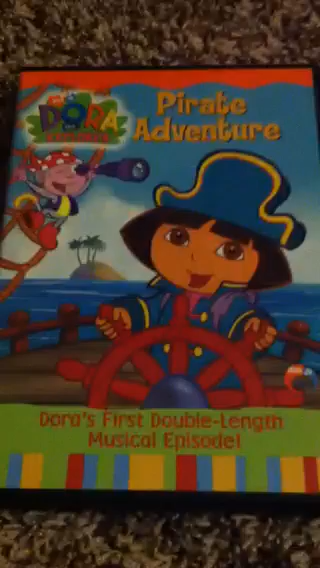 DORA
Pirate
Adventure
Dora's First Double-Length
Musical Episode!